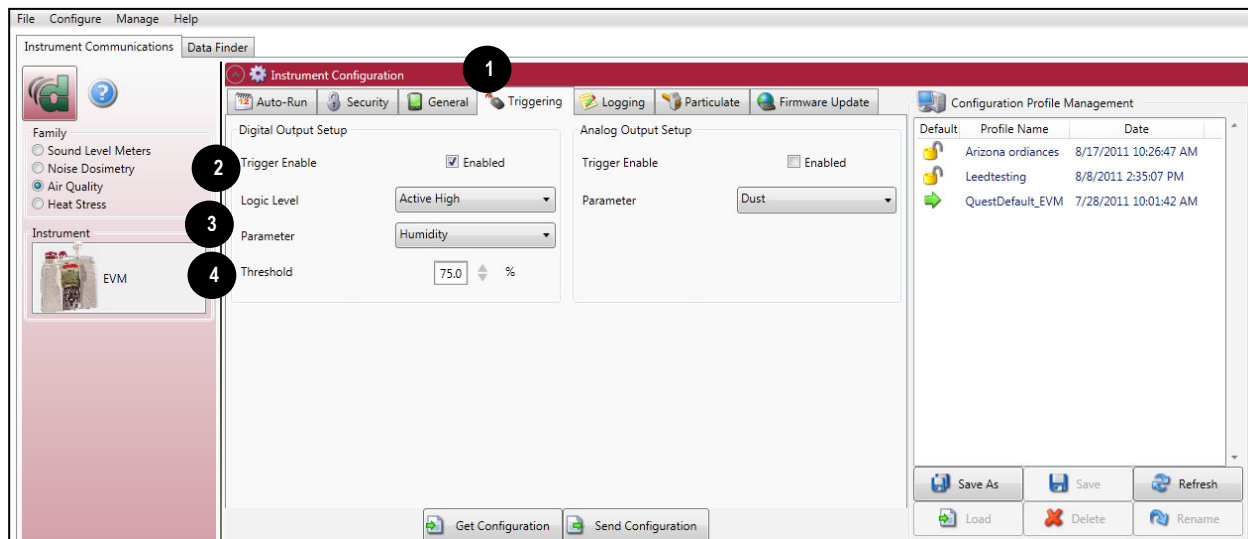 File Configure Manage Help
Instrument Communications Data Finder
Family
Sound Level Meters
Noise Dosimetry
Air Quality
Heat Stress
Instrument
EVM
1
Instrument Configuration
12 Auto-Run Security General Triggering Logging Particulate Firmware Update
Digital Output Setup
2 Trigger Enable Enabled
Logic Level Active High
3 Parameter Humidity
4 Threshold 75.0 %
Analog Output Setup
Trigger Enable Enabled
Parameter Dust
Get Configuration Send Configuration
Configuration Profile Management
Default Profile Name Date
Arizona ordiances 8/17/2011 10:26:47 AM
Leedtesting 8/8/2011 2:35:07 PM
QuestDefault_EVM 7/28/2011 10:01:42 AM
Save As Save Refresh
Load Delete Rename